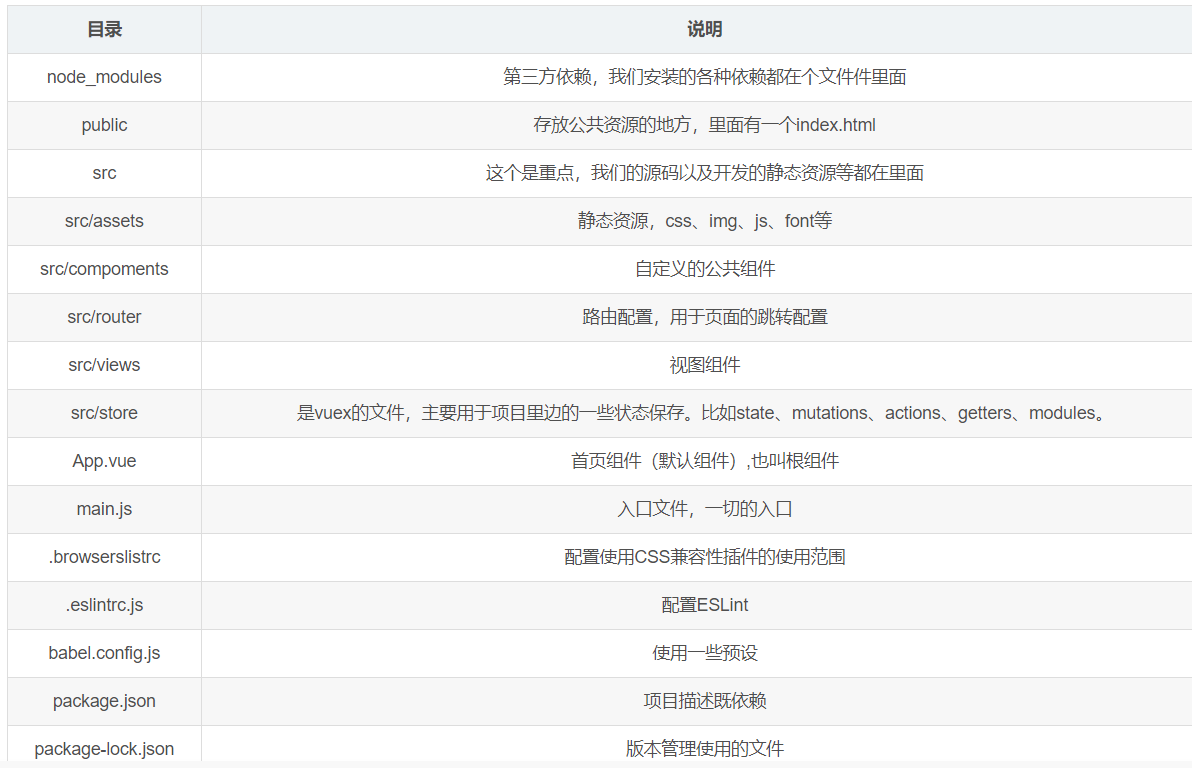 目录 说明
node_modules 第三方依赖，我们安装的各种依赖都在个文件件里面
public 存放公共资源的地方，里面有一个index.html
src 这个是重点，我们的源码以及开发的静态资源等都在里面
src/assets 静态资源，css、img、js、font等
src/compoments 自定义的公共组件
src/router 路由配置，用于页面的跳转配置
src/views 视图组件
src/store 是vuex的文件，主要用于项目里边的一些状态保存。比如state、mutations、actions、getters、modules。
App.vue 首页组件（默认组件）,也叫根组件
main.js 入口文件，一切的入口
.browserslistrc 配置使用CSS兼容性插件的使用范围
.eslintrc.js 配置ESLint
babel.config.js 使用一些预设
package.json 项目描述既依赖
package-lock.json 版本管理使用的文件